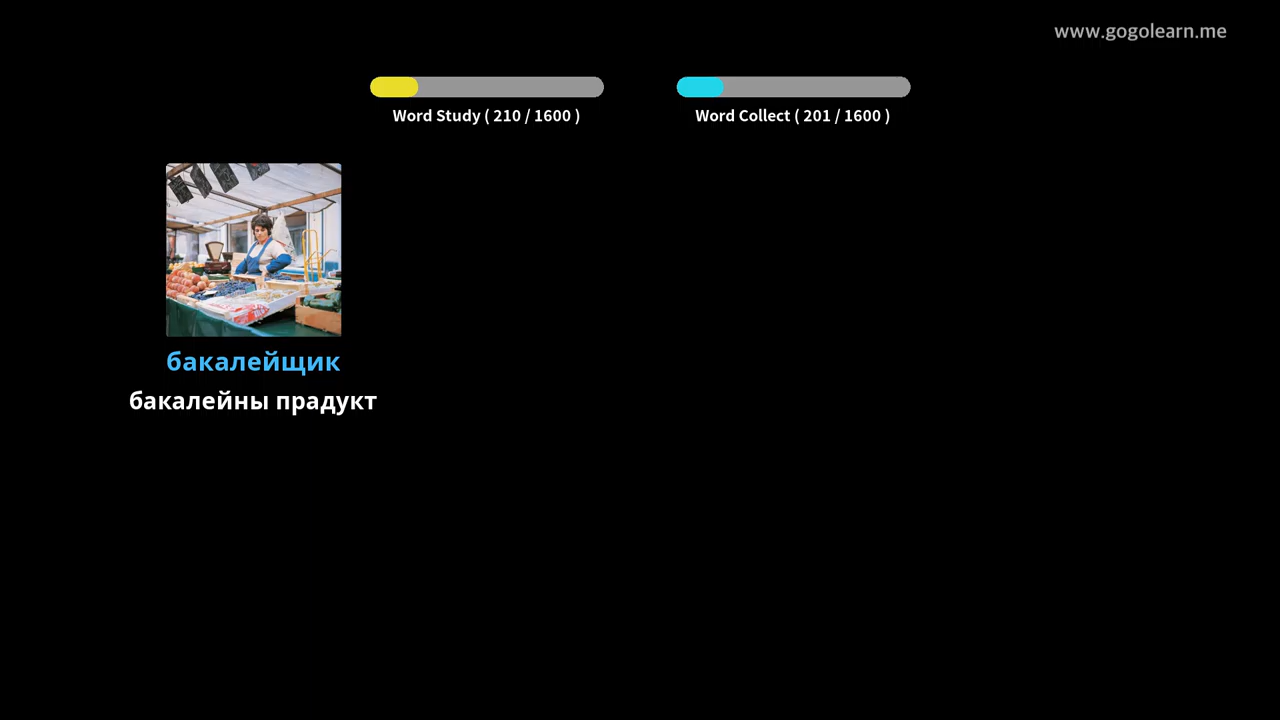 www.gogolearn.me
Word Study ( 210 / 1600 )
Word Collect ( 201 / 1600 )
бакалейщик
бакалейны прадукт